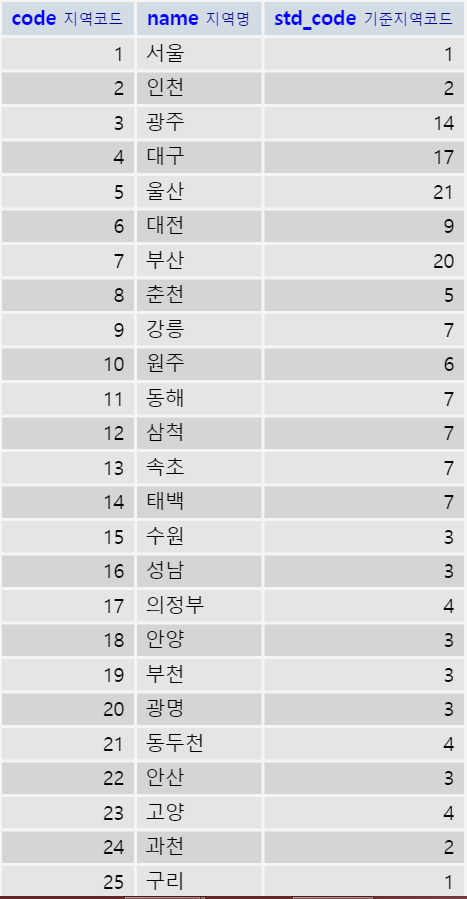 code 지역코드 name 지역명 std_code 기준지역코드
1 서울 1
2 인천 2
3 광주 14
4 대구 17
5 울산 21
6 대전 9
7 부산 20
8 춘천 5
9 강릉 7
10 원주 6
11 동해 7
12 삼척 7
13 속초 7
14 태백 7
15 수원 3
16 성남 3
17 의정부 4
18 안양 3
19 부천 3
20 광명 3
21 동두천 4
22 안산 3
23 고양 4
24 과천 2
25 구리 1